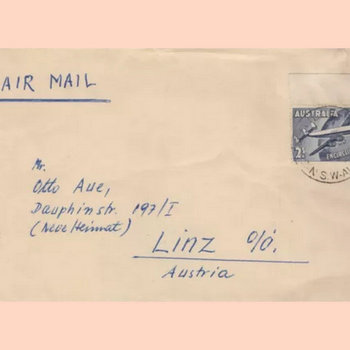 AIR MAIL
AUSTRALIA
2/-
N.S.W-A
Mr.
Otto Aue,
Dauphinstr. 197/I
(Neue Heimat)
Linz o/ö.
Austria